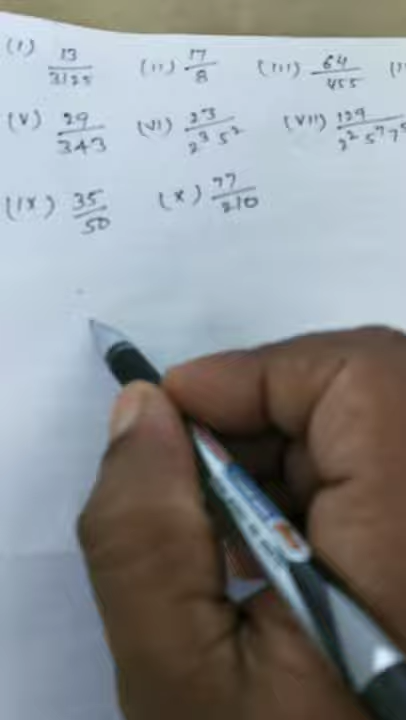 (I) 13/3125 (II) 17/8 (III) 64/455 (I
(V) 29/343 (VI) 23/2³5² (VII) 129/2²5⁷7⁵
(IX) 35/50 (X) 77/210